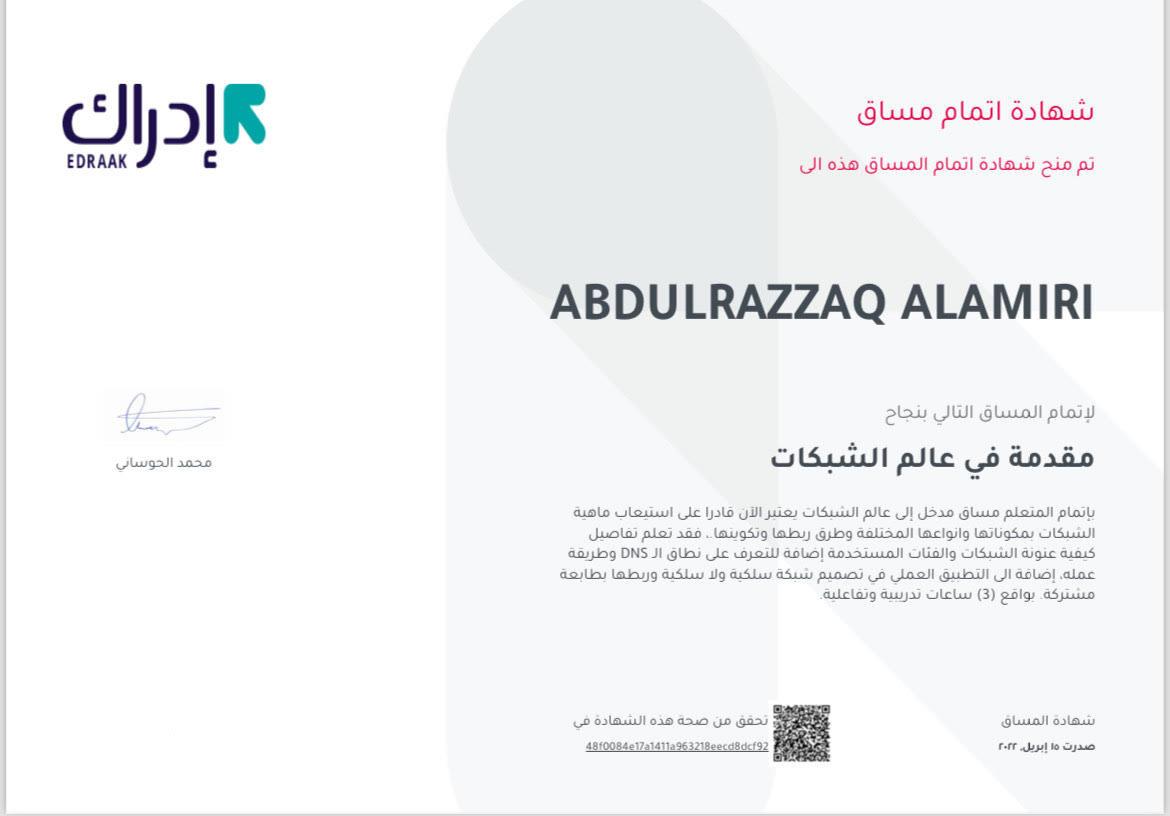 إدراك
EDRAAK
شهادة اتمام مساق
تم منح شهادة اتمام المساق هذه الى
ABDULRAZZAQ ALAMIRI
لإتمام المساق التالي بنجاح
مقدمة في عالم الشبكات
بإتمام المتعلم مساق مدخل إلى عالم الشبكات يعتبر الآن قادرا على استيعاب ماهية
الشبكات بمكوناتها وانواعها المختلفة وطرق ربطها وتكوينها.، فقد تعلم تفاصيل
كيفية عنونة الشبكات والفئات المستخدمة إضافة للتعرف على نطاق الـ DNS وطريقة
عمله، إضافة الى التطبيق العملي في تصميم شبكة سلكية ولا سلكية وربطها بطابعة
مشتركة. بواقع (3) ساعات تدريبية وتفاعلية.
محمد الحوساني
شهادة المساق
صدرت ١٥ إبريل, ٢٠٢٢
تحقق من صحة هذه الشهادة في
48f0084e17a1411a963218eecd8dcf92